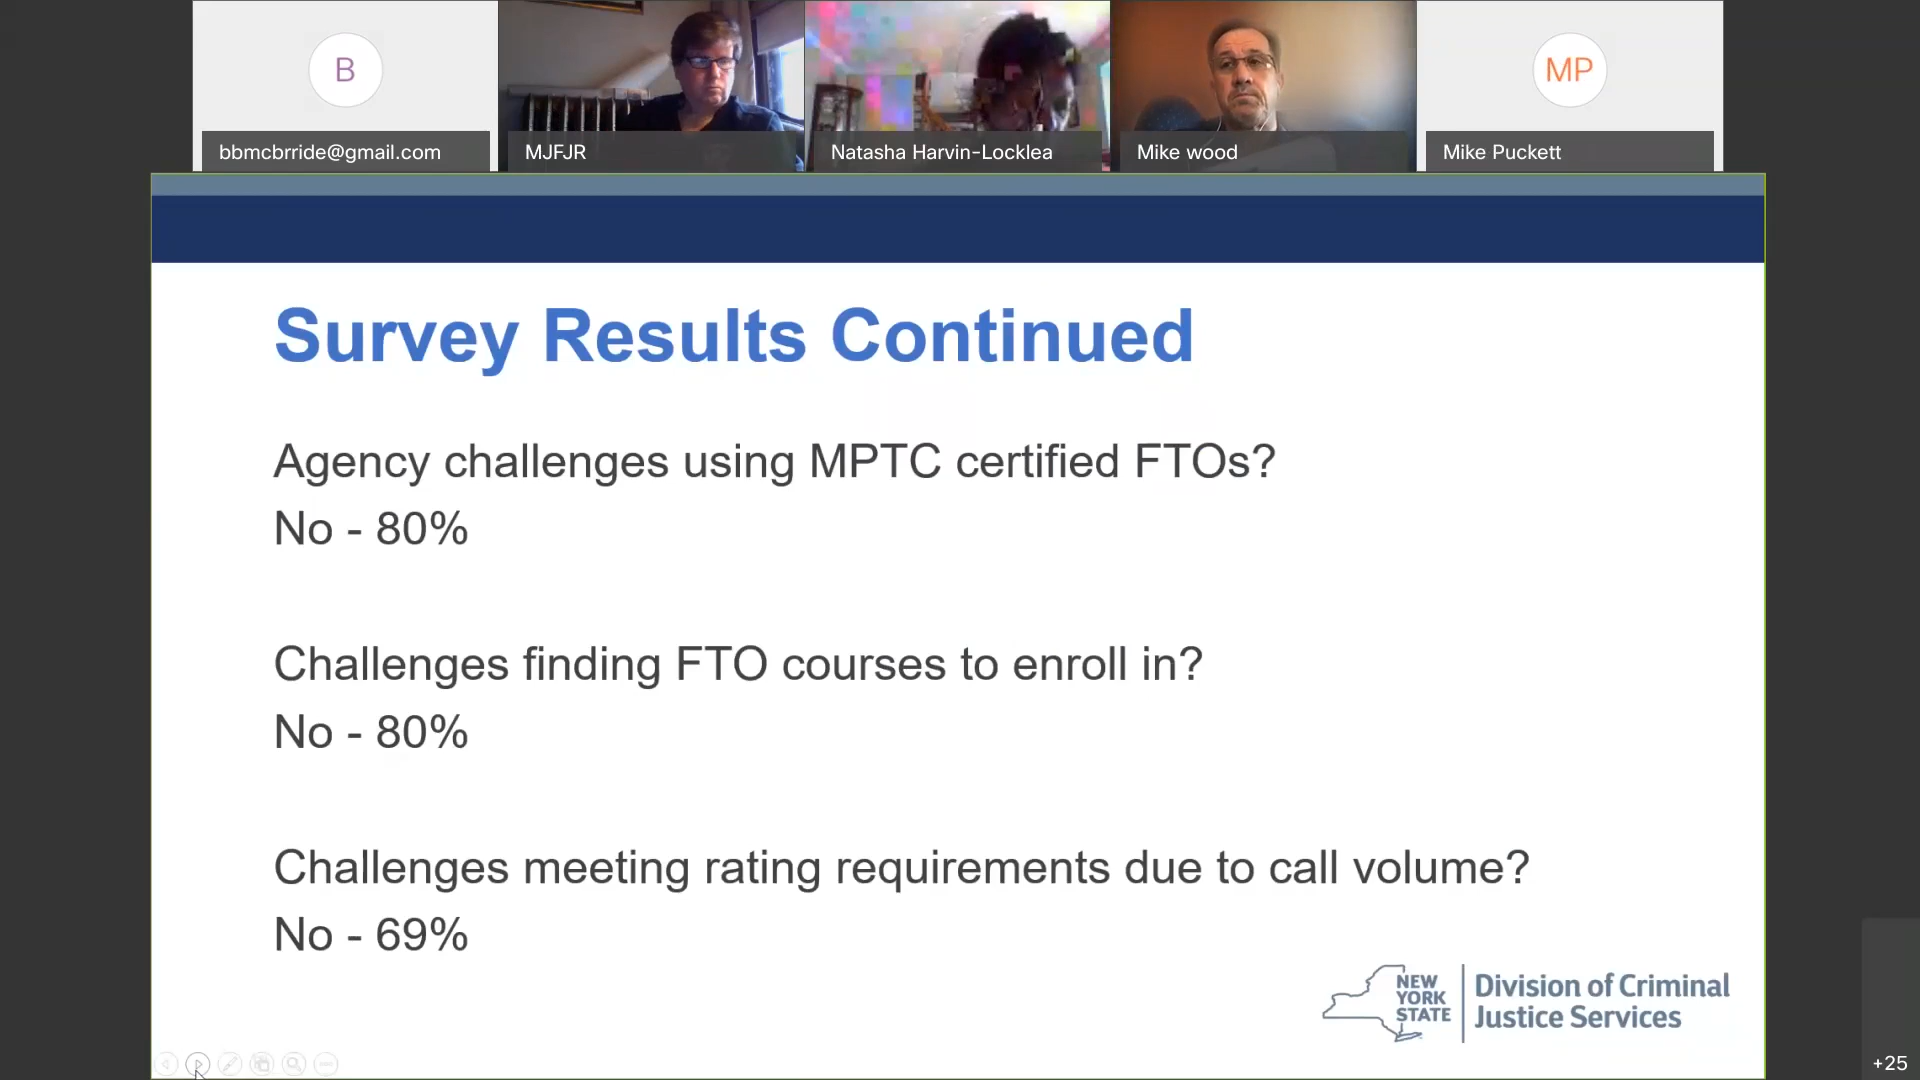 B
MP
bbmcbrride@gmail.com
MJFJR
Natasha Harvin-Locklea
Mike wood
Mike Puckett
Survey Results Continued
Agency challenges using MPTC certified FTOs?
No - 80%
Challenges finding FTO courses to enroll in?
No - 80%
Challenges meeting rating requirements due to call volume?
No - 69%
NEW
YORK
STATE
Division of Criminal
Justice Services
+25